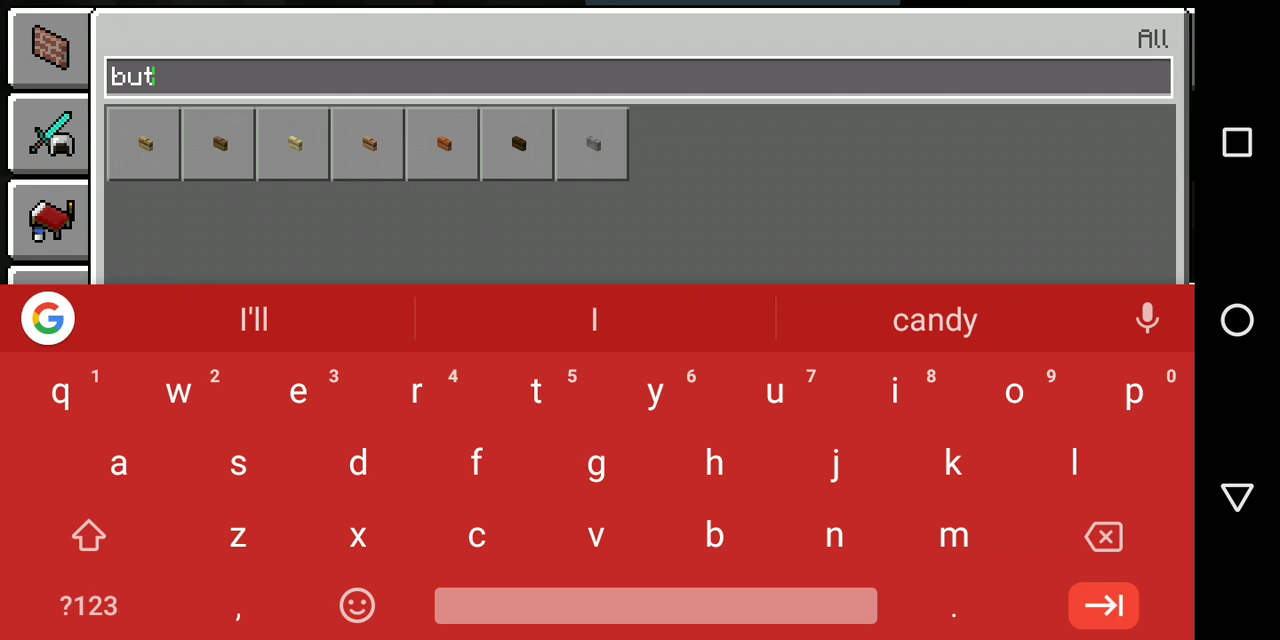 All
but
I'll I candy
q 1 w 2 e 3 r 4 t 5 y 6 u 7 i 8 o 9 p 0
a s d f g h j k l
z x c v b n m
?123 , .